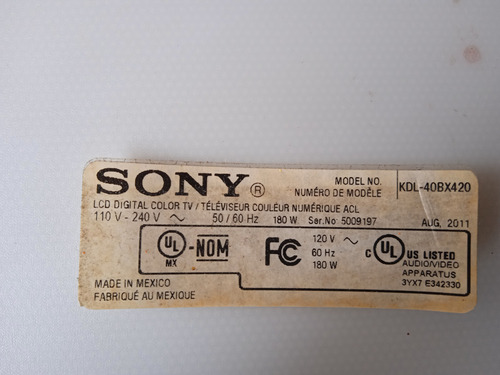 SONY ®
MODEL NO.
NUMÉRO DE MODÈLE
KDL-40BX420
LCD DIGITAL COLOR TV / TÉLÉVISEUR COULEUR NUMÉRIQUE ACL
110 V - 240 V ~ 50 / 60 Hz 180 W Ser.No 5009197 AUG, 2011
UL MX -NOM
FC
120 V ~
60 Hz
180 W
C UL US LISTED
AUDIO/VIDEO
APPARATUS
3YX7 E342330
MADE IN MEXICO
FABRIQUÉ AU MEXIQUE